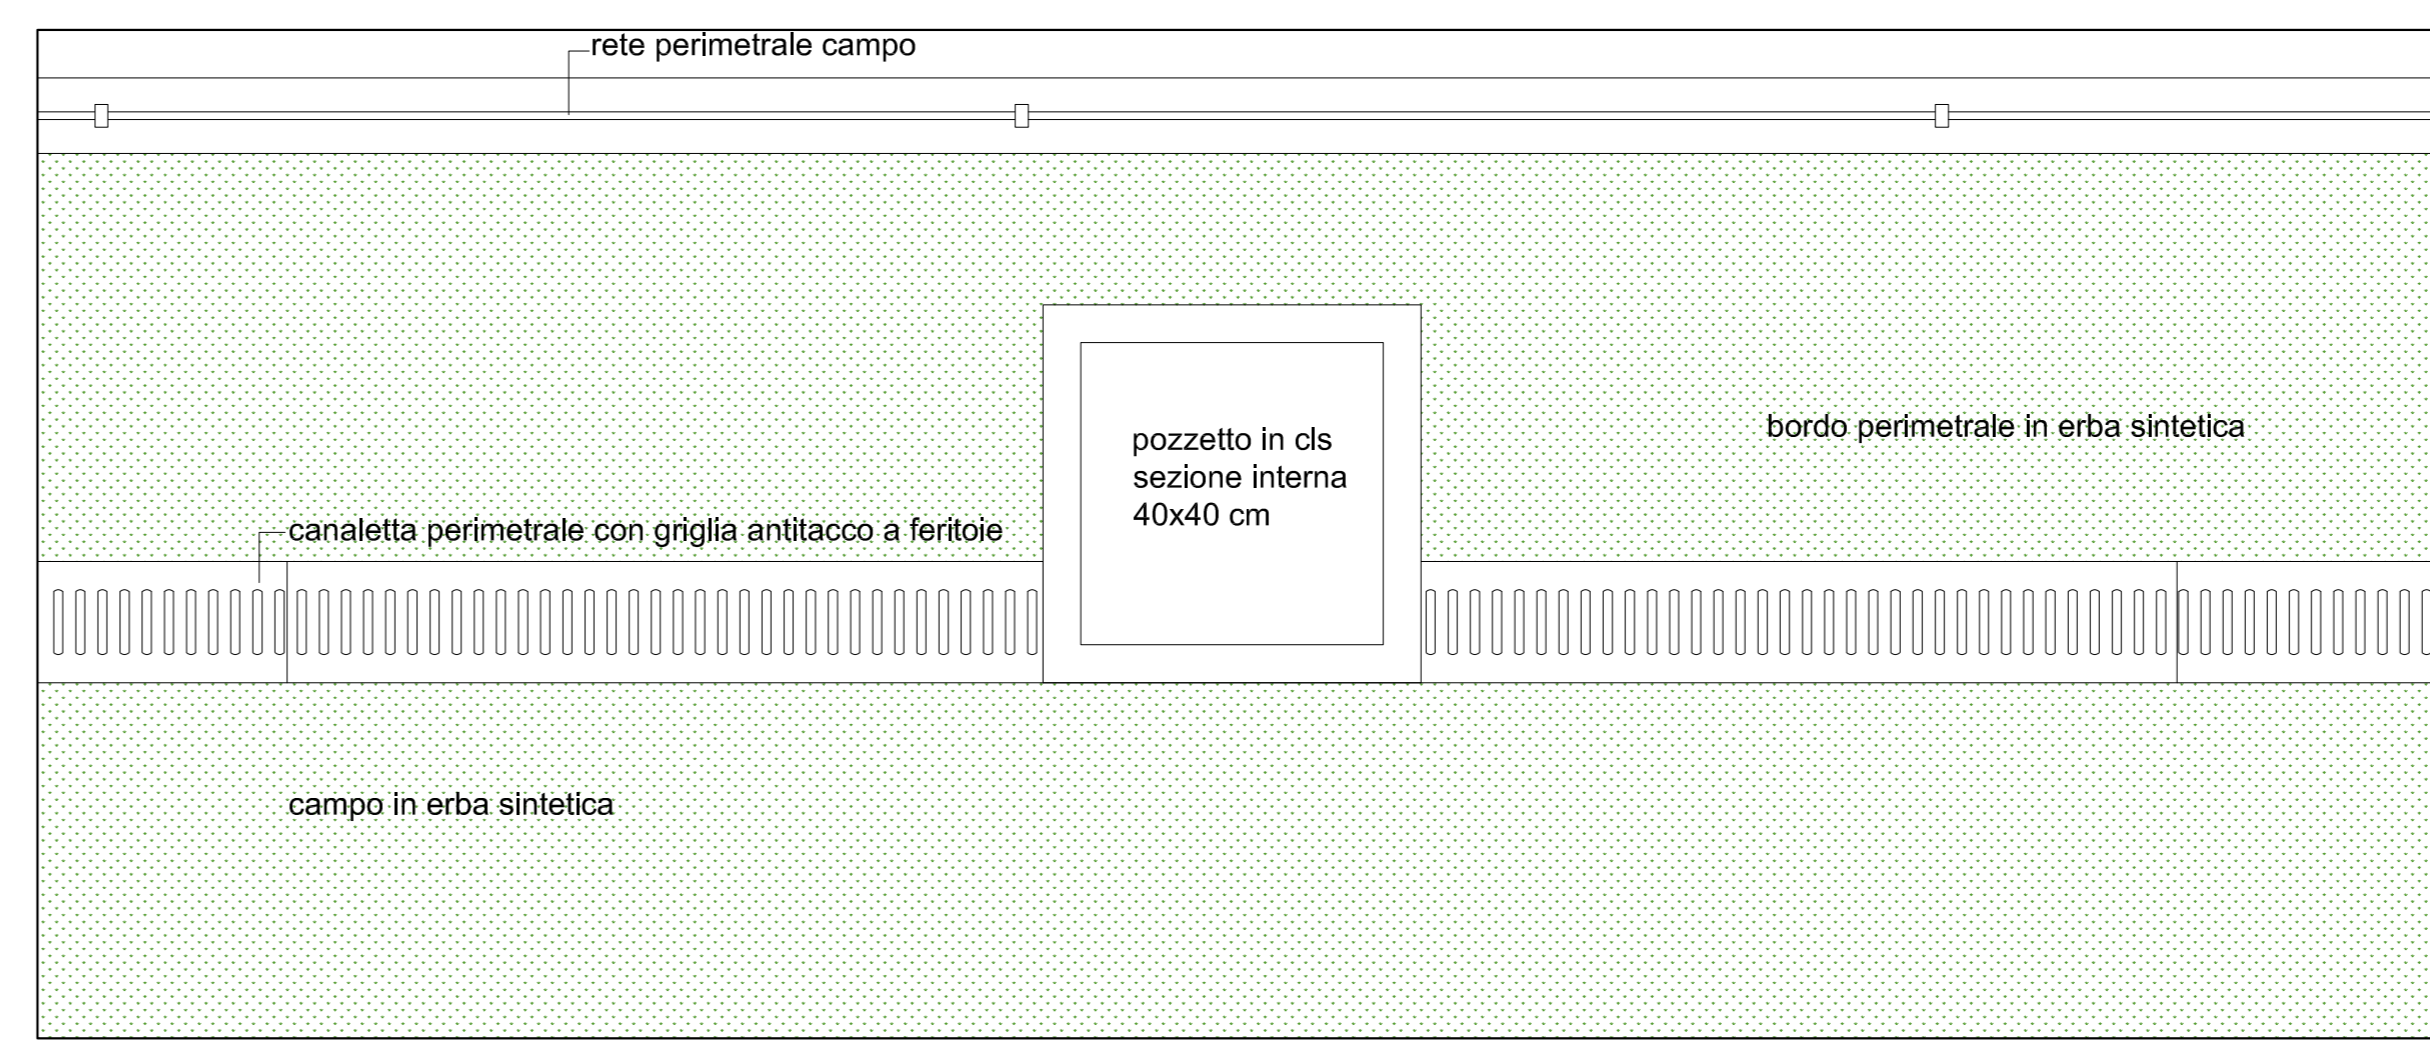 rete perimetrale campo
bordo perimetrale in erba sintetica
pozzetto in cls
sezione interna
40x40 cm
canaletta perimetrale con griglia antitacco a feritoie
campo in erba sintetica